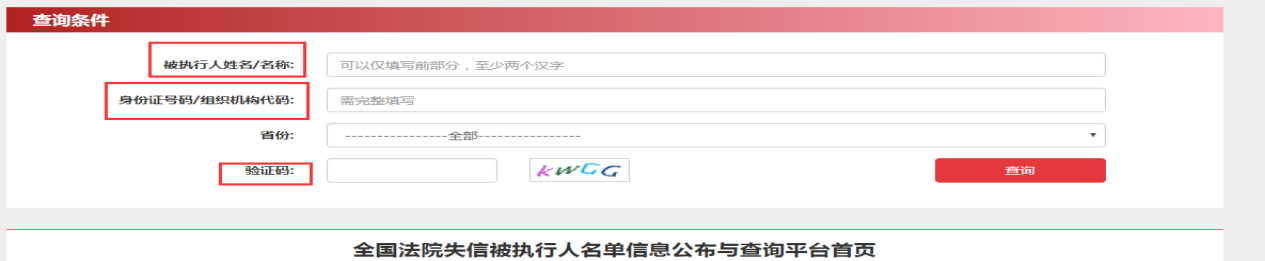 查询条件
被执行人姓名/名称: 可以仅填写前部分，至少两个汉字
身份证号码/组织机构代码: 需完整填写
省份: ----------------全部----------------
验证码: kwGG 查询
全国法院失信被执行人名单信息公布与查询平台首页